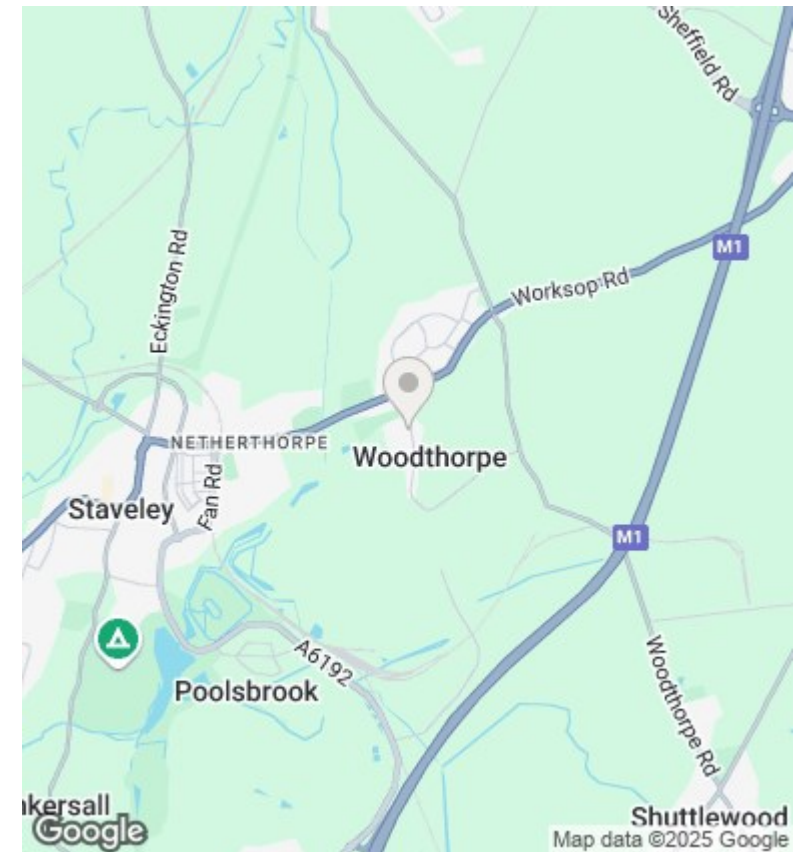 Sheffield Rd
Eckington Rd
M1
Worksop Rd
NETHERTHORPE
Woodthorpe
Fan Rd
Staveley
M1
A6192
Poolsbrook
Woodthorpe Rd
kersall
Shuttlewood
Google
Map data ©2025 Google